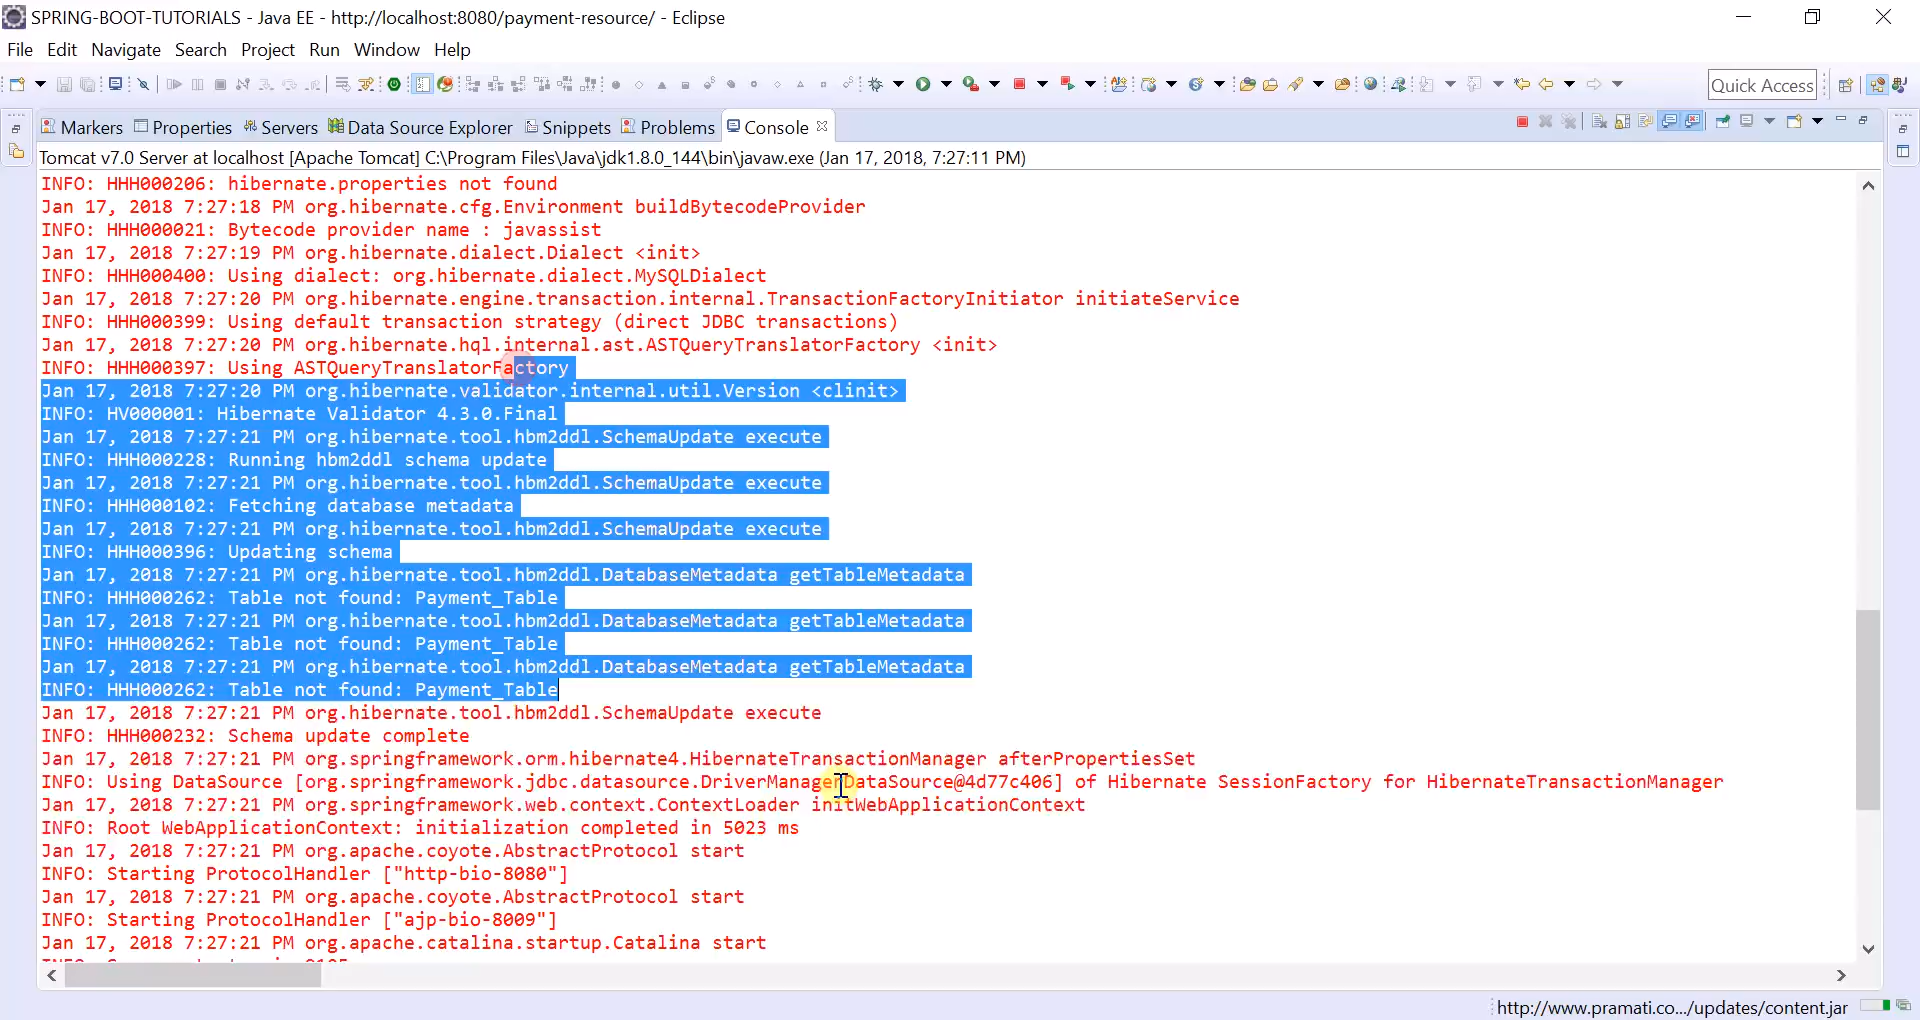 SPRING-BOOT-TUTORIALS - Java EE - http://localhost:8080/payment-resource/ - Eclipse
File Edit Navigate Search Project Run Window Help
Quick Access
Markers Properties Servers Data Source Explorer Snippets Problems Console
Tomcat v7.0 Server at localhost [Apache Tomcat] C:\Program Files\Java\jdk1.8.0_144\bin\javaw.exe (Jan 17, 2018, 7:27:11 PM)
INFO: HHH000206: hibernate.properties not found
Jan 17, 2018 7:27:18 PM org.hibernate.cfg.Environment buildBytecodeProvider
INFO: HHH000021: Bytecode provider name : javassist
Jan 17, 2018 7:27:19 PM org.hibernate.dialect.Dialect <init>
INFO: HHH000400: Using dialect: org.hibernate.dialect.MySQLDialect
Jan 17, 2018 7:27:20 PM org.hibernate.engine.transaction.internal.TransactionFactoryInitiator initiateService
INFO: HHH000399: Using default transaction strategy (direct JDBC transactions)
Jan 17, 2018 7:27:20 PM org.hibernate.hql.internal.ast.ASTQueryTranslatorFactory <init>
INFO: HHH000397: Using ASTQueryTranslatorFactory
Jan 17, 2018 7:27:20 PM org.hibernate.validator.internal.util.Version <clinit>
INFO: HV000001: Hibernate Validator 4.3.0.Final
Jan 17, 2018 7:27:21 PM org.hibernate.tool.hbm2ddl.SchemaUpdate execute
INFO: HHH000228: Running hbm2ddl schema update
Jan 17, 2018 7:27:21 PM org.hibernate.tool.hbm2ddl.SchemaUpdate execute
INFO: HHH000102: Fetching database metadata
Jan 17, 2018 7:27:21 PM org.hibernate.tool.hbm2ddl.SchemaUpdate execute
INFO: HHH000396: Updating schema
Jan 17, 2018 7:27:21 PM org.hibernate.tool.hbm2ddl.DatabaseMetadata getTableMetadata
INFO: HHH000262: Table not found: Payment_Table
Jan 17, 2018 7:27:21 PM org.hibernate.tool.hbm2ddl.DatabaseMetadata getTableMetadata
INFO: HHH000262: Table not found: Payment_Table
Jan 17, 2018 7:27:21 PM org.hibernate.tool.hbm2ddl.DatabaseMetadata getTableMetadata
INFO: HHH000262: Table not found: Payment_Table
Jan 17, 2018 7:27:21 PM org.hibernate.tool.hbm2ddl.SchemaUpdate execute
INFO: HHH000232: Schema update complete
Jan 17, 2018 7:27:21 PM org.springframework.orm.hibernate4.HibernateTransactionManager afterPropertiesSet
INFO: Using DataSource [org.springframework.jdbc.datasource.DriverManagerDataSource@4d77c406] of Hibernate SessionFactory for HibernateTransactionManager
Jan 17, 2018 7:27:21 PM org.springframework.web.context.ContextLoader initWebApplicationContext
INFO: Root WebApplicationContext: initialization completed in 5023 ms
Jan 17, 2018 7:27:21 PM org.apache.coyote.AbstractProtocol start
INFO: Starting ProtocolHandler ["http-bio-8080"]
Jan 17, 2018 7:27:21 PM org.apache.coyote.AbstractProtocol start
INFO: Starting ProtocolHandler ["ajp-bio-8009"]
Jan 17, 2018 7:27:21 PM org.apache.catalina.startup.Catalina start
http://www.pramati.co.../updates/content.jar